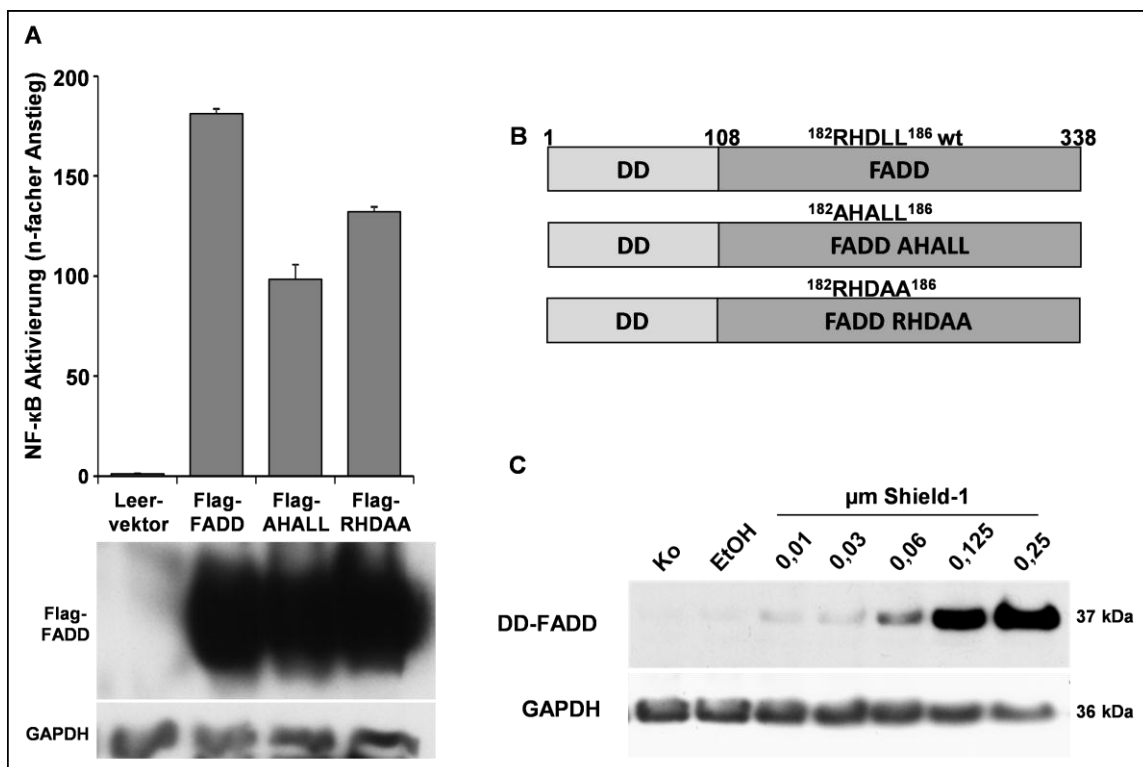 A
NF-κB Aktivierung (n-facher Anstieg)
200
150
100
50
0
Leer-
vektor
Flag-
FADD
Flag-
AHALL
Flag-
RHDAA
Flag-
FADD
GAPDH
B
1 108 ¹⁸²RHDLL¹⁸⁶ wt 338
DD FADD
¹⁸²AHALL¹⁸⁶
DD FADD AHALL
¹⁸²RHDAA¹⁸⁶
DD FADD RHDAA
C
µm Shield-1
Ko EtOH 0,01 0,03 0,06 0,125 0,25
DD-FADD 37 kDa
GAPDH 36 kDa